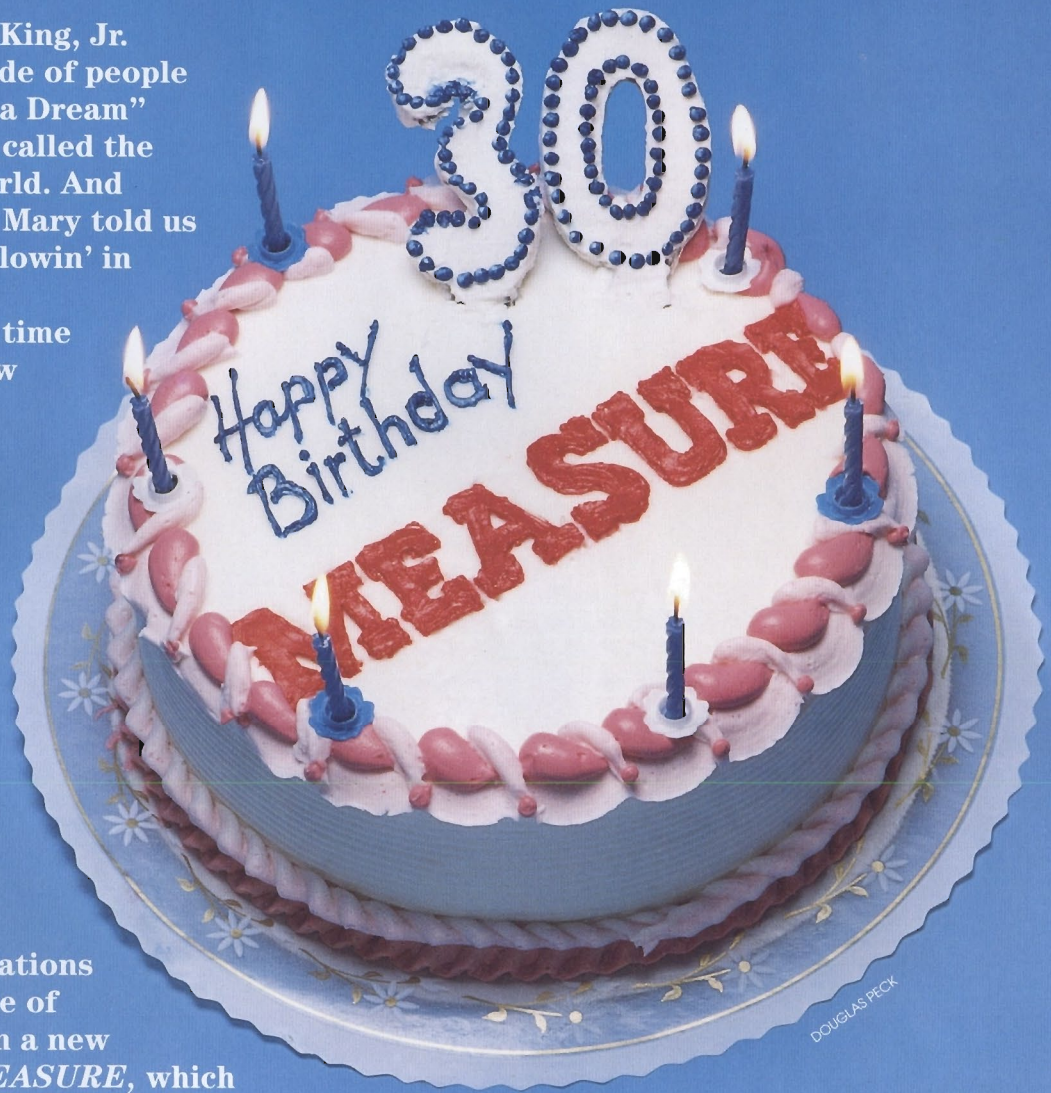 King, Jr.
de of people
a Dream”
called the
rld. And
Mary told us
lowin’ in
time
w
30
Happy
Birthday
MEASURE
ations
e of
n a new
EASURE, which
DOUGLAS PECK